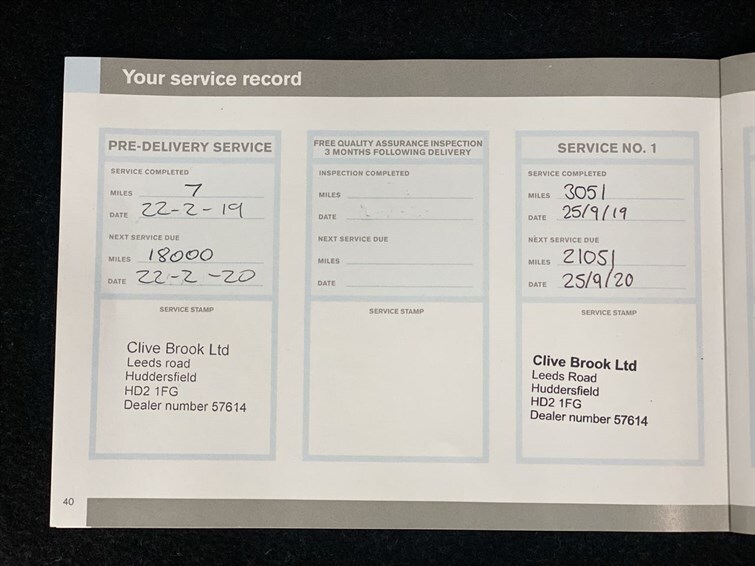 Your service record
PRE-DELIVERY SERVICE
SERVICE COMPLETED
MILES 7
DATE 22-2-19
NEXT SERVICE DUE
MILES 18000
DATE 22-2-20
SERVICE STAMP
Clive Brook Ltd
Leeds road
Huddersfield
HD2 1FG
Dealer number 57614
FREE QUALITY ASSURANCE INSPECTION
3 MONTHS FOLLOWING DELIVERY
INSPECTION COMPLETED
MILES
DATE
NEXT SERVICE DUE
MILES
DATE
SERVICE STAMP
SERVICE NO. 1
SERVICE COMPLETED
MILES 3051
DATE 25/9/19
NEXT SERVICE DUE
MILES 21051
DATE 25/9/20
SERVICE STAMP
Clive Brook Ltd
Leeds Road
Huddersfield
HD2 1FG
Dealer number 57614
40